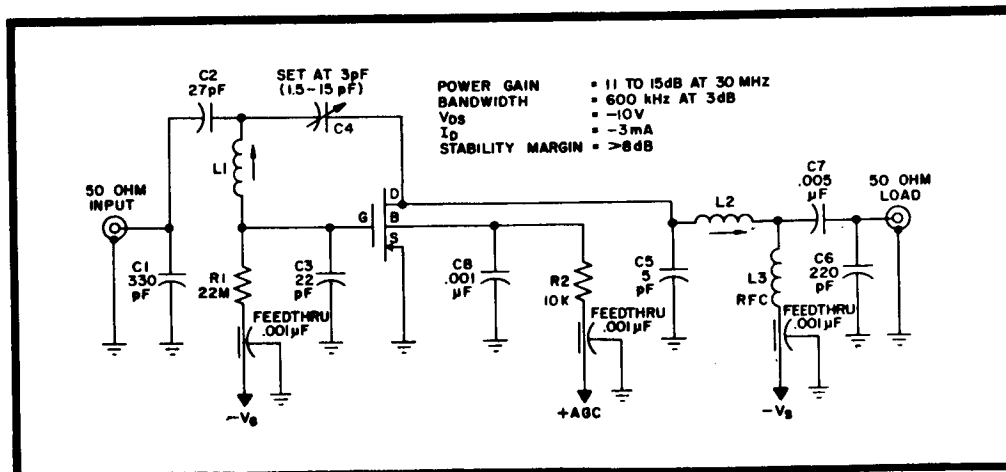 C2
27pF
SET AT 3pF
(1.5-15 pF)
C4
POWER GAIN = 11 TO 15dB AT 30 MHz
BANDWIDTH = 600 kHz AT 3dB
VDS = -10V
ID = -3mA
STABILITY MARGIN = >8dB
L1
50 OHM
INPUT
C1
330
pF
R1
22M
C3
22
pF
FEEDTHRU
.001µF
-VG
G
D
B
S
C8
.001
µF
R2
10K
FEEDTHRU
.001µF
+AGC
C5
5
pF
L2
C7
.005
µF
50 OHM
LOAD
L3
RFC
C6
220
pF
FEEDTHRU
.001µF
-VS